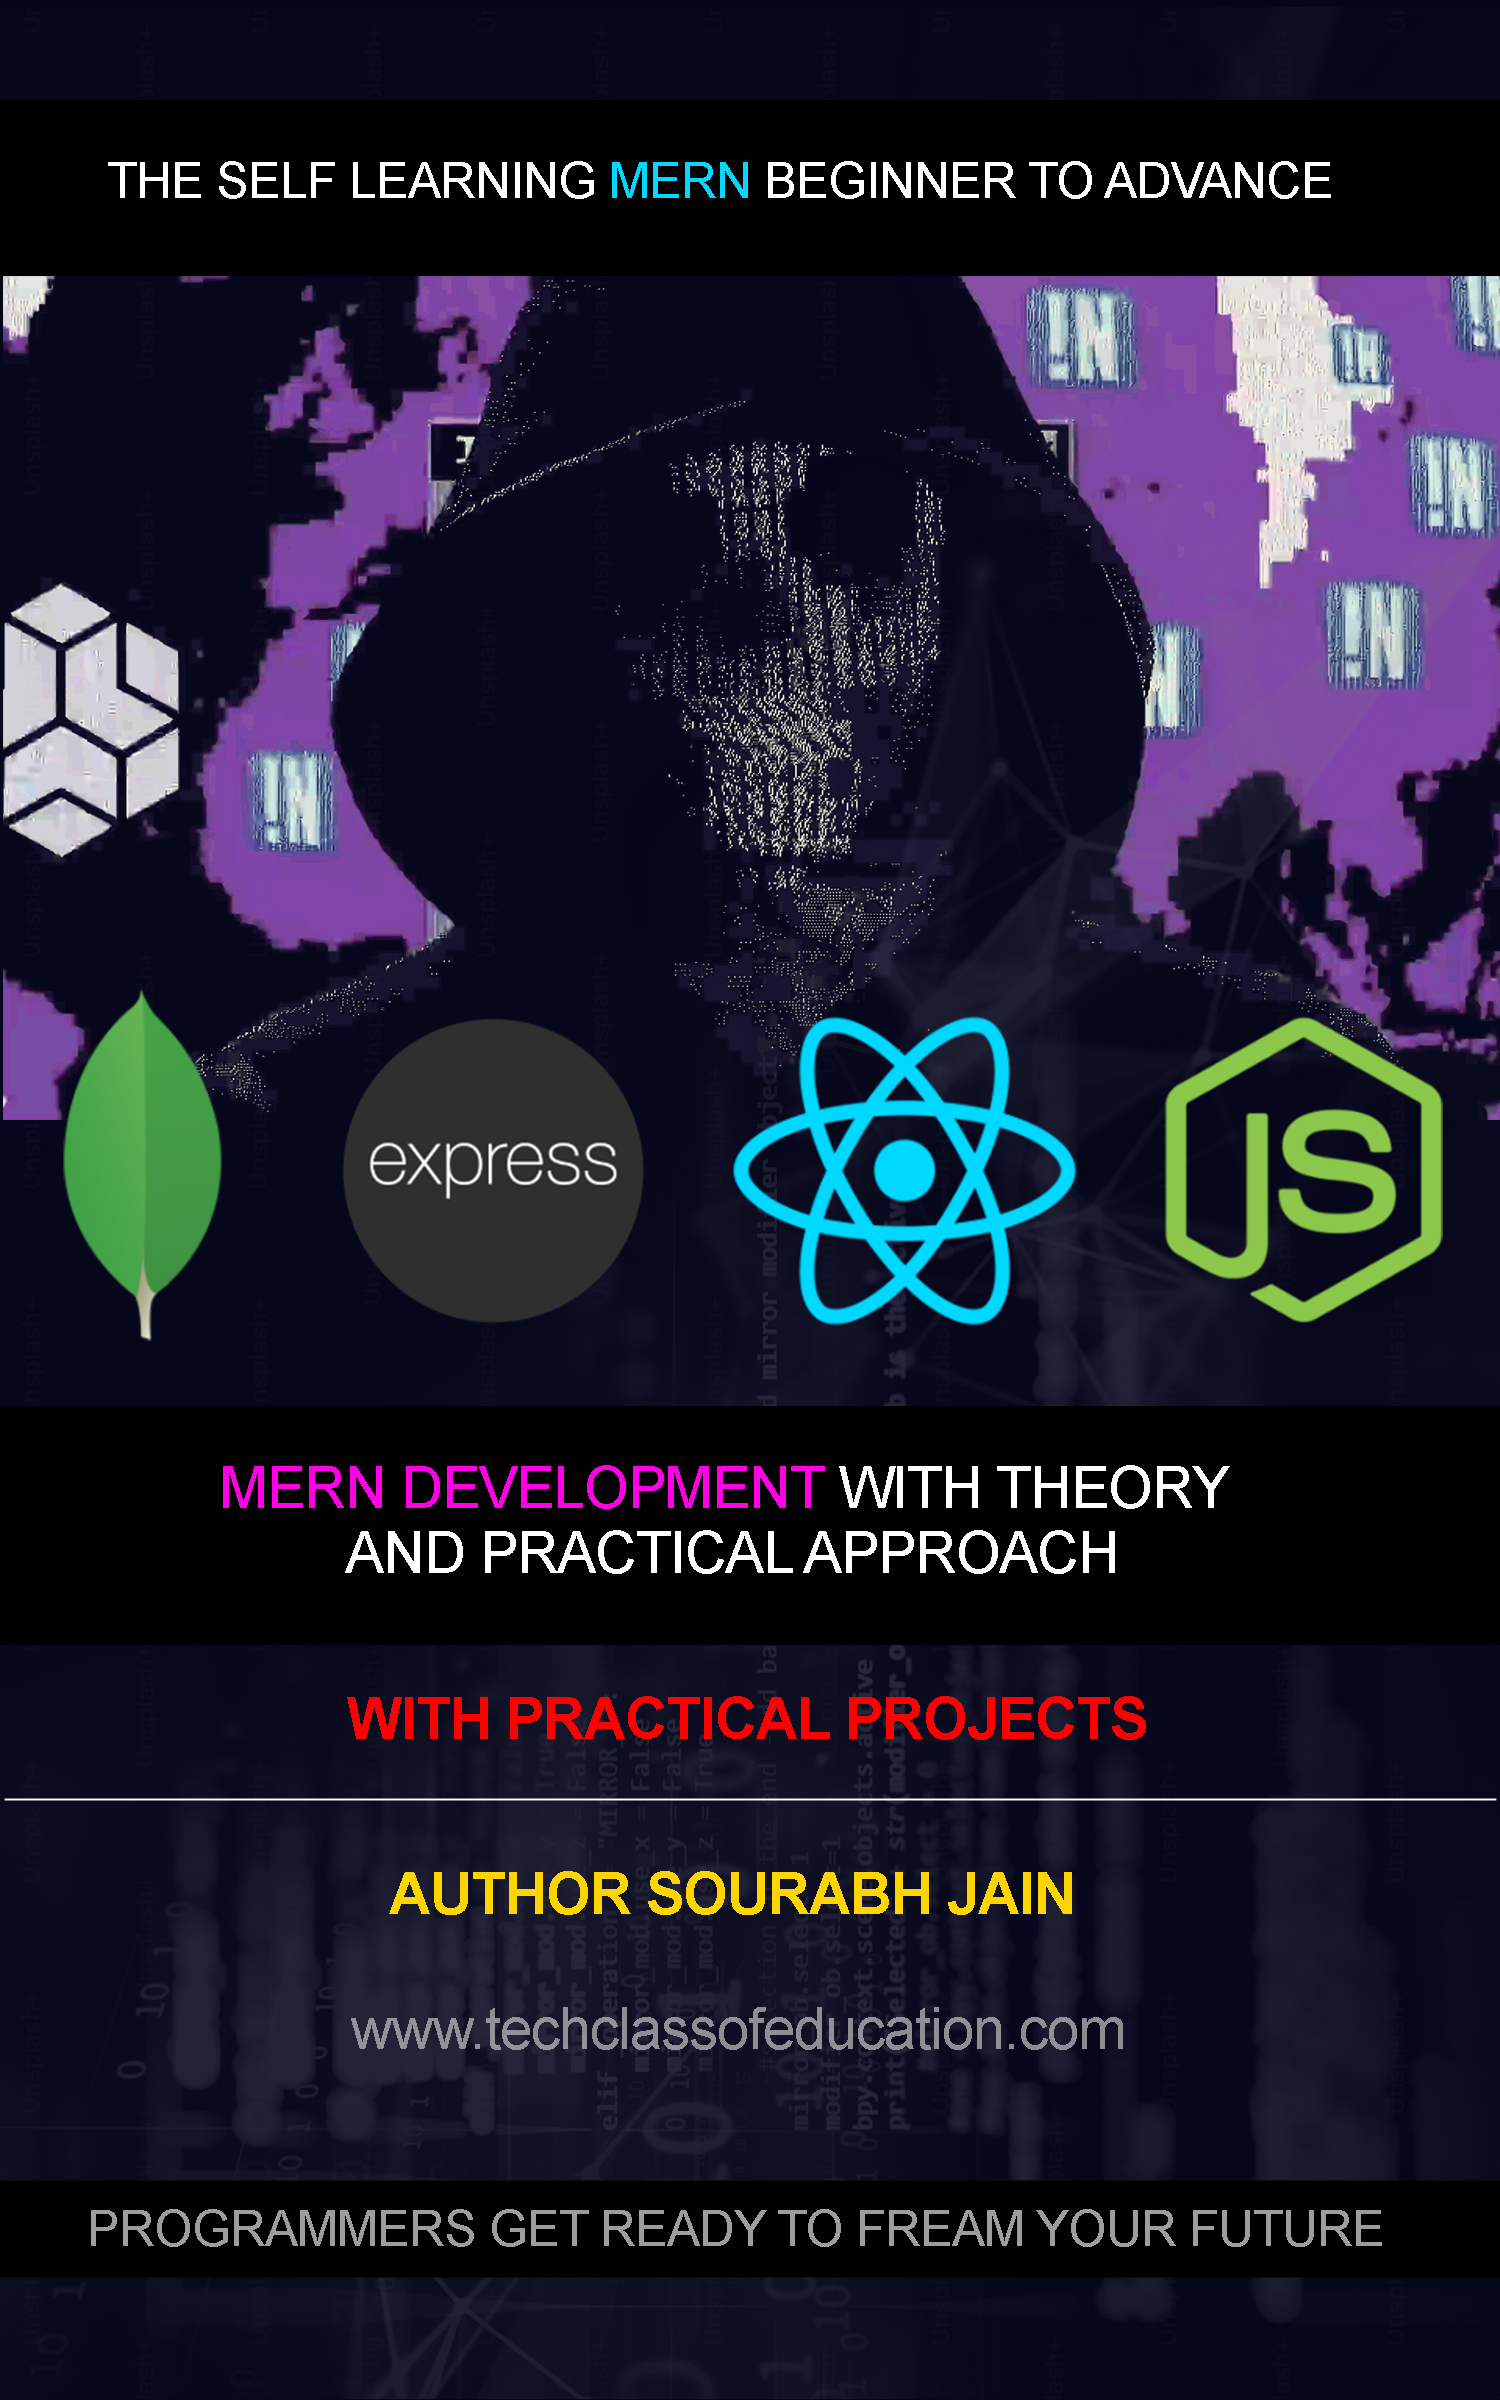 THE SELF LEARNING MERN BEGINNER TO ADVANCE
express
JS
MERN DEVELOPMENT WITH THEORY
AND PRACTICAL APPROACH
WITH PRACTICAL PROJECTS
AUTHOR SOURABH JAIN
www.techclassofeducation.com
PROGRAMMERS GET READY TO FREAM YOUR FUTURE